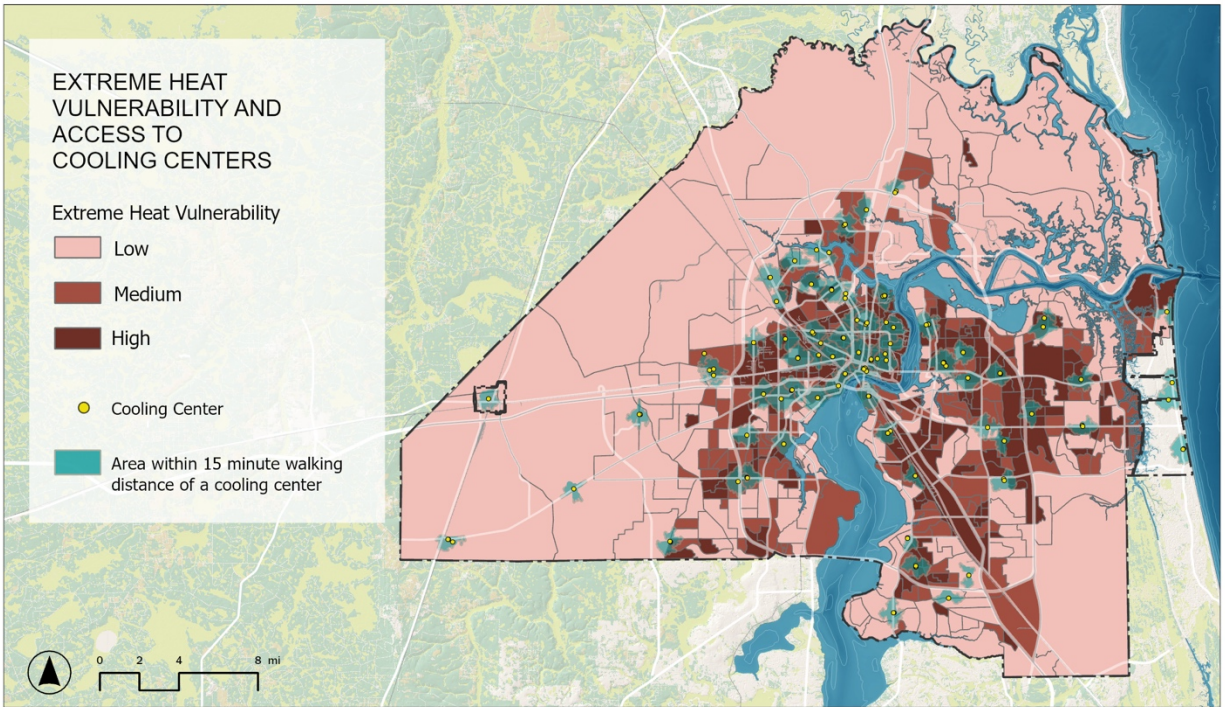 EXTREME HEAT
VULNERABILITY AND
ACCESS TO
COOLING CENTERS
Extreme Heat Vulnerability
Low
Medium
High
Cooling Center
Area within 15 minute walking
distance of a cooling center
0 2 4 8 mi